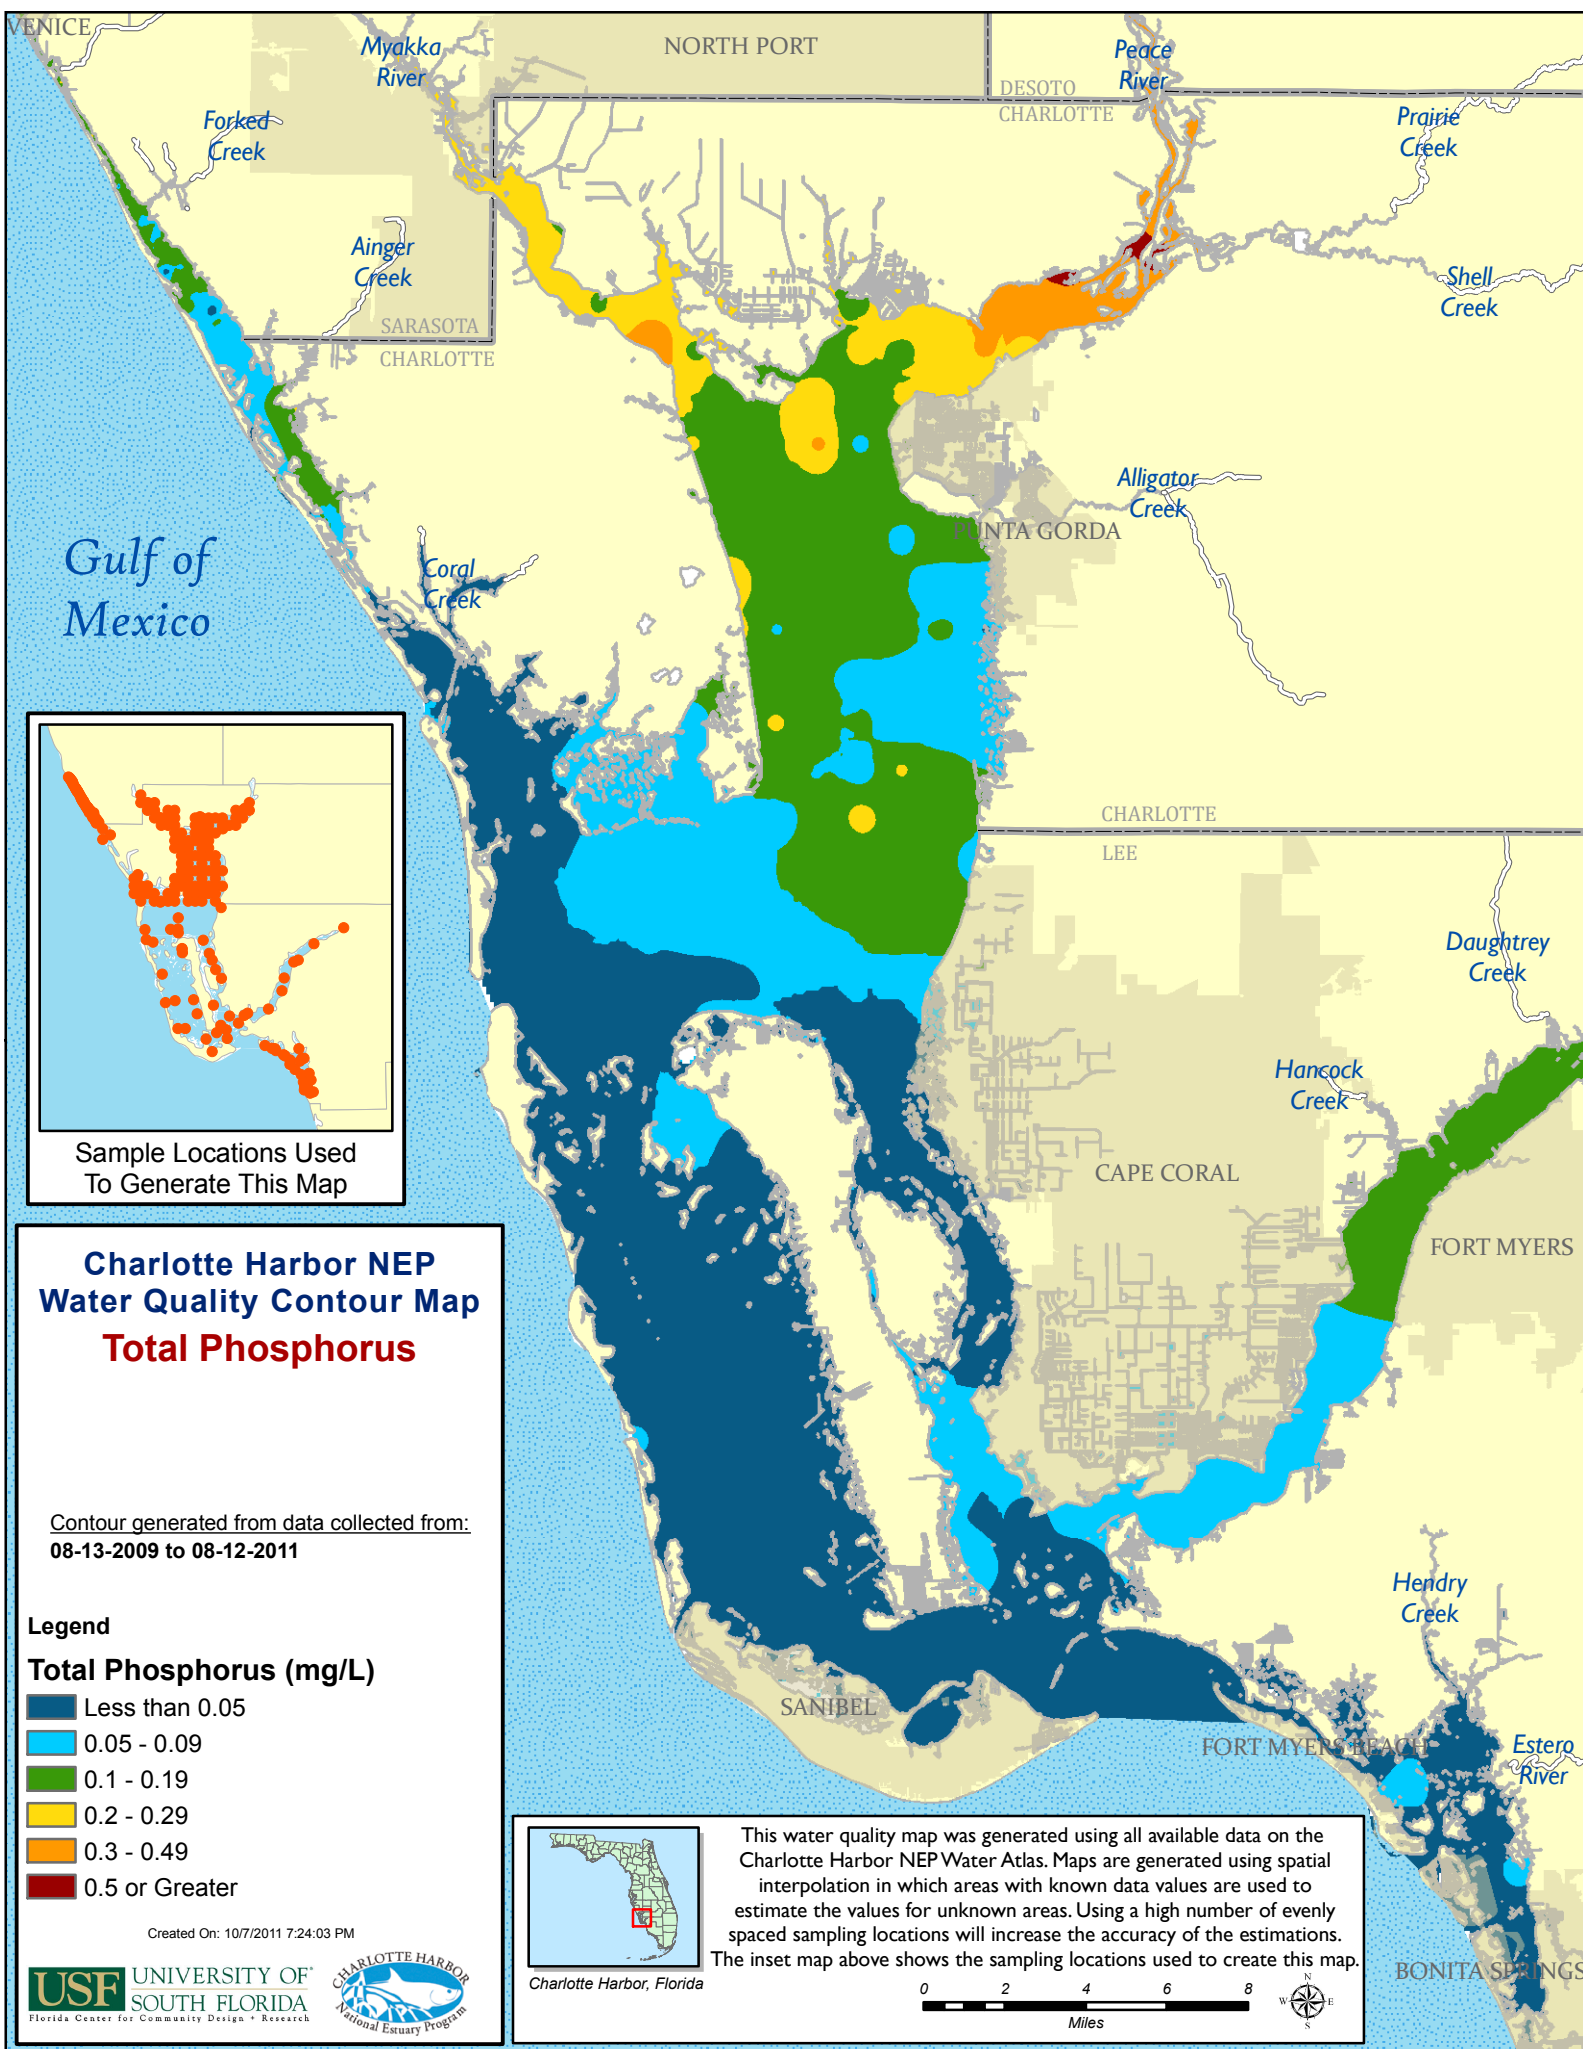 VENICE
Myakka
River
NORTH PORT
Peace
River
DESOTO
CHARLOTTE
Forked
Creek
Prairie
Creek
Ainger
Creek
Shell
Creek
SARASOTA
CHARLOTTE
Alligator
Creek
PUNTA GORDA
Gulf of
Mexico
Coral
Creek
CHARLOTTE
LEE
Daughtrey
Creek
Hancock
Creek
CAPE CORAL
FORT MYERS
Sample Locations Used
To Generate This Map
Charlotte Harbor NEP
Water Quality Contour Map
Total Phosphorus
Contour generated from data collected from:
08-13-2009 to 08-12-2011
Hendry
Creek
SANIBEL
FORT MYERS BEACH
Estero
River
BONITA SPRINGS
Legend
Total Phosphorus (mg/L)
Less than 0.05
0.05 - 0.09
0.1 - 0.19
0.2 - 0.29
0.3 - 0.49
0.5 or Greater
Created On: 10/7/2011 7:24:03 PM
USF UNIVERSITY OF
SOUTH FLORIDA
Florida Center for Community Design + Research
CHARLOTTE HARBOR
National Estuary Program
Charlotte Harbor, Florida
This water quality map was generated using all available data on the
Charlotte Harbor NEP Water Atlas. Maps are generated using spatial
interpolation in which areas with known data values are used to
estimate the values for unknown areas. Using a high number of evenly
spaced sampling locations will increase the accuracy of the estimations.
The inset map above shows the sampling locations used to create this map.
0 2 4 6 8
Miles
N
W E
S